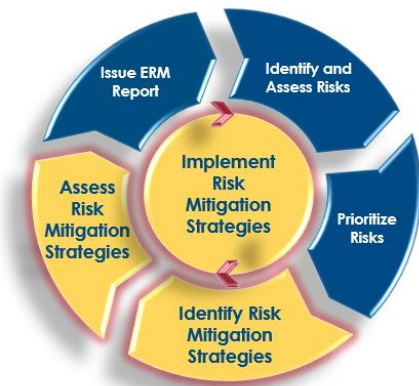 Issue ERM
Report
Identify and
Assess Risks
Prioritize
Risks
Identify Risk
Mitigation
Strategies
Assess
Risk
Mitigation
Strategies
Implement
Risk
Mitigation
Strategies